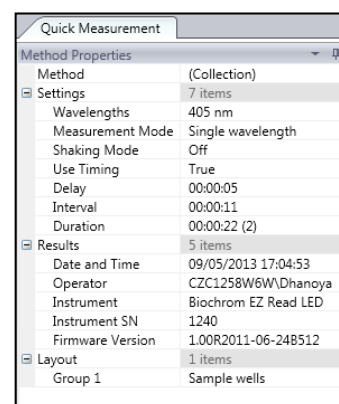 Quick Measurement
Method Properties
Method (Collection)
Settings 7 items
Wavelengths 405 nm
Measurement Mode Single wavelength
Shaking Mode Off
Use Timing True
Delay 00:00:05
Interval 00:00:11
Duration 00:00:22 (2)
Results 5 items
Date and Time 09/05/2013 17:04:53
Operator CZC1258W6W\Dhanoya
Instrument Biochrom EZ Read LED
Instrument SN 1240
Firmware Version 1.00R2011-06-24B512
Layout 1 items
Group 1 Sample wells